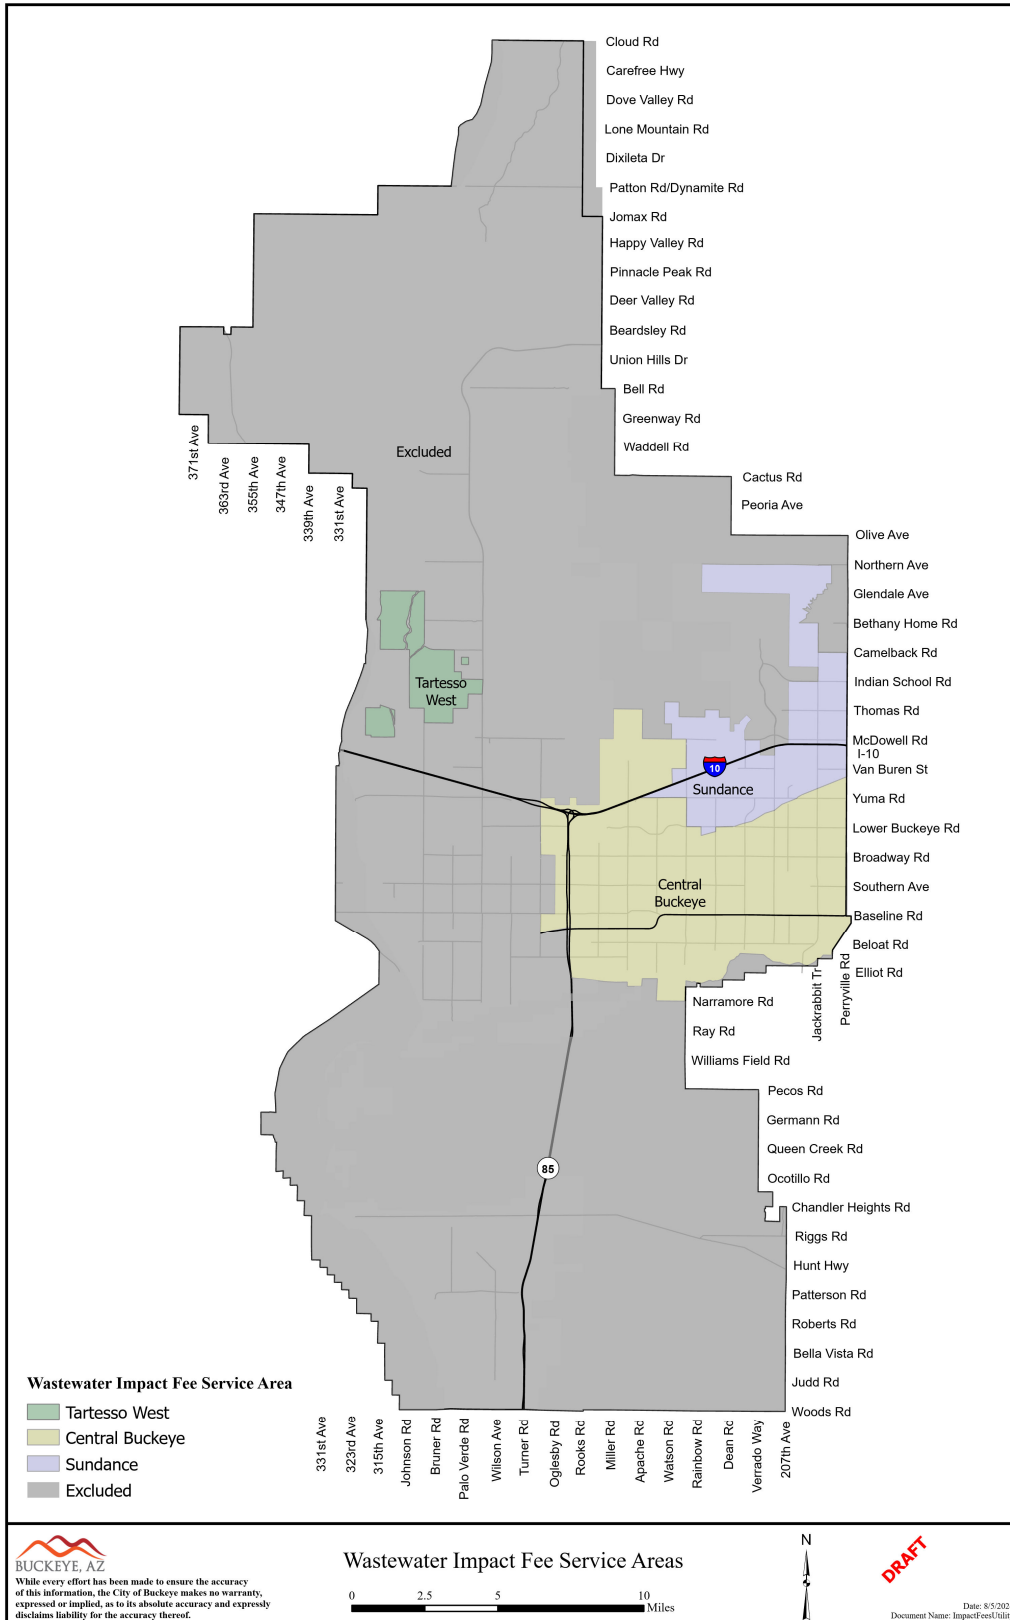 Cloud Rd
Carefree Hwy
Dove Valley Rd
Lone Mountain Rd
Dixileta Dr
Patton Rd/Dynamite Rd
Jomax Rd
Happy Valley Rd
Pinnacle Peak Rd
Deer Valley Rd
Beardsley Rd
Union Hills Dr
Bell Rd
Greenway Rd
Waddell Rd
Cactus Rd
Peoria Ave
Olive Ave
Northern Ave
Glendale Ave
Bethany Home Rd
Camelback Rd
Indian School Rd
Thomas Rd
McDowell Rd
I-10
Van Buren St
Yuma Rd
Lower Buckeye Rd
Broadway Rd
Southern Ave
Baseline Rd
Beloat Rd
Elliot Rd
Jackrabbit Tr
Perryville Rd
Narramore Rd
Ray Rd
Williams Field Rd
Pecos Rd
Germann Rd
Queen Creek Rd
Ocotillo Rd
Chandler Heights Rd
Riggs Rd
Hunt Hwy
Patterson Rd
Roberts Rd
Bella Vista Rd
Judd Rd
Woods Rd
371st Ave
363rd Ave
355th Ave
347th Ave
339th Ave
331st Ave
Excluded
Tartesso
West
10
Sundance
Central
Buckeye
85
Wastewater Impact Fee Service Area
Tartesso West
Central Buckeye
Sundance
Excluded
331st Ave
323rd Ave
315th Ave
Johnson Rd
Bruner Rd
Palo Verde Rd
Wilson Ave
Turner Rd
Oglesby Rd
Rooks Rd
Miller Rd
Apache Rd
Watson Rd
Rainbow Rd
Dean Rd
Verrado Way
207th Ave
BUCKEYE, AZ
While every effort has been made to ensure the accuracy
of this information, the City of Buckeye makes no warranty,
expressed or implied, as to its absolute accuracy and expressly
disclaims liability for the accuracy thereof.
Wastewater Impact Fee Service Areas
0 2.5 5 10
Miles
N
DRAFT
Date: 8/5/202
Document Name: ImpactFeesUtilit